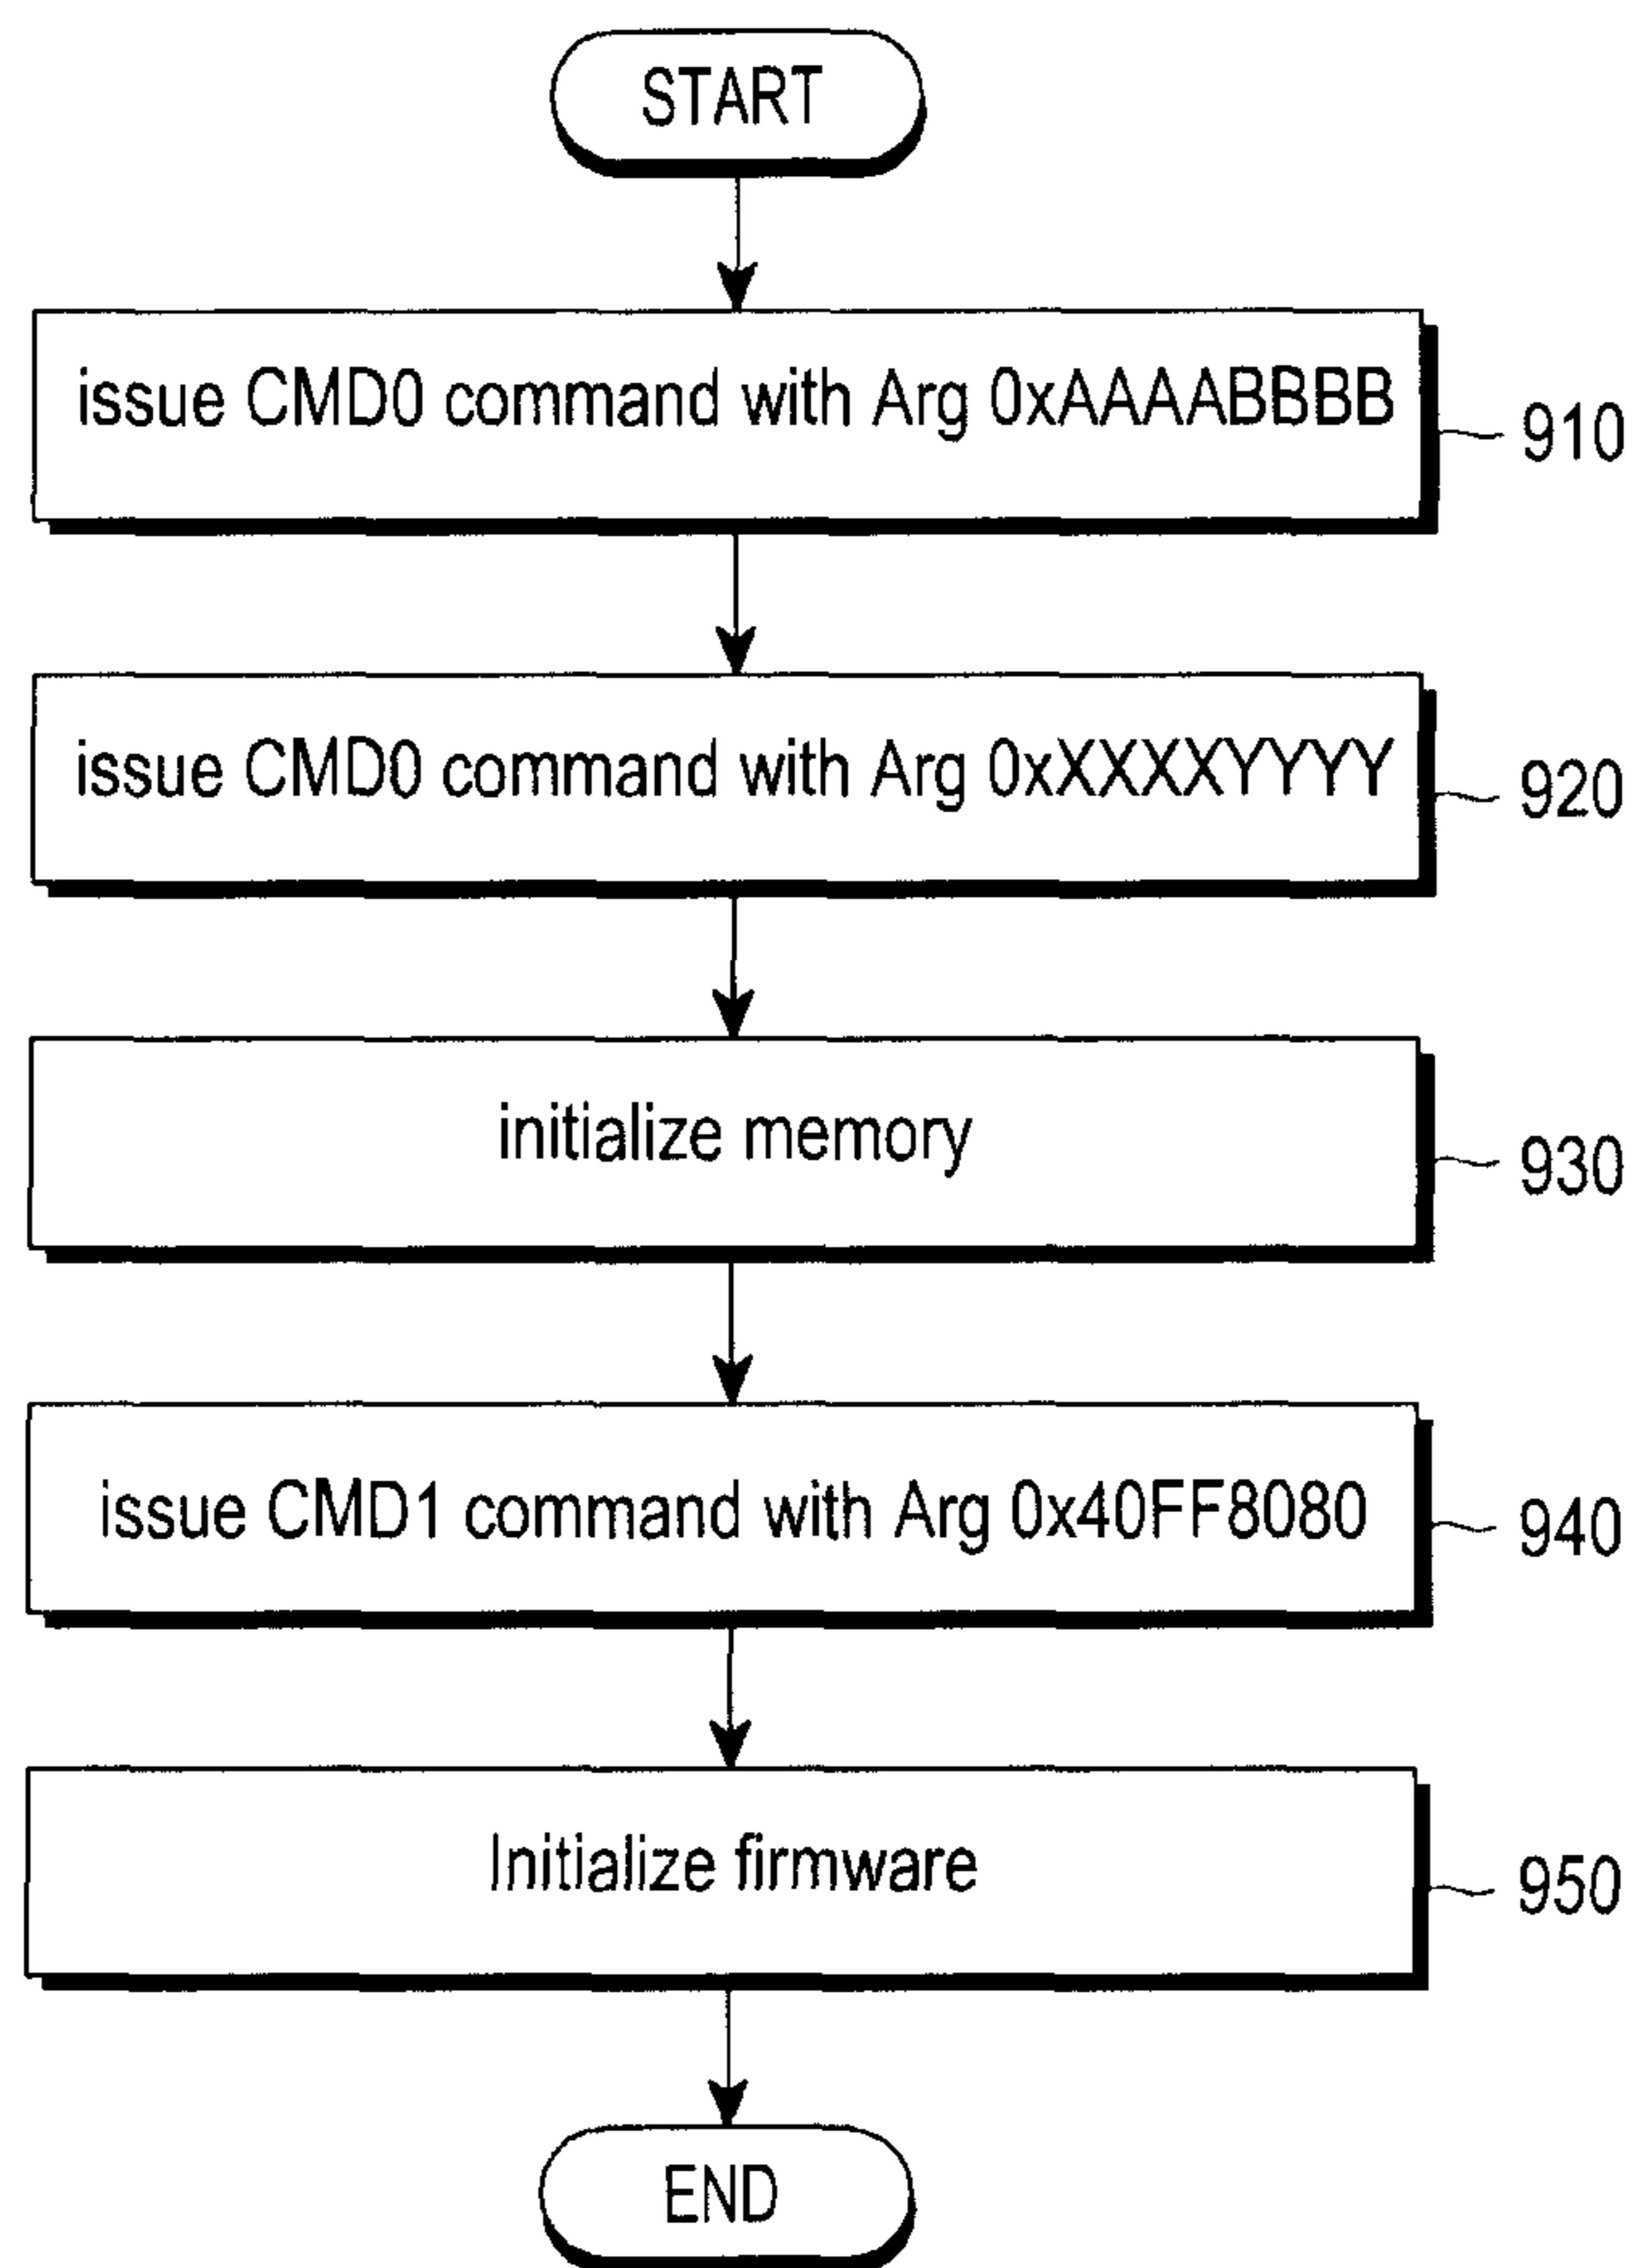 START
issue CMD0 command with Arg 0xAAAABBBB
910
issue CMD0 command with Arg 0xXXXXYYYY
920
initialize memory
930
issue CMD1 command with Arg 0x40FF8080
940
Initialize firmware
950
END